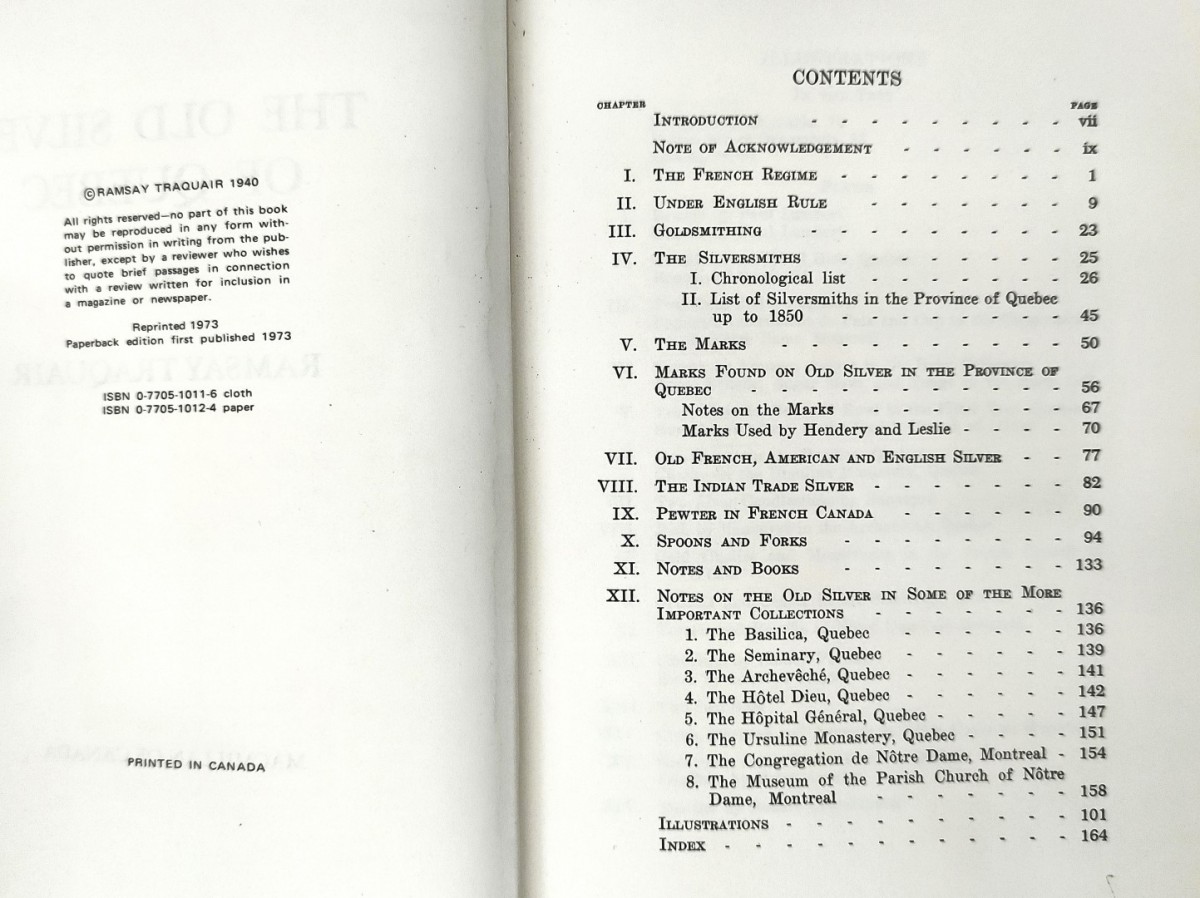 ©RAMSAY TRAQUAIR 1940
All rights reserved—no part of this book
may be reproduced in any form with-
out permission in writing from the pub-
lisher, except by a reviewer who wishes
to quote brief passages in connection
with a review written for inclusion in
a magazine or newspaper.
Reprinted 1973
Paperback edition first published 1973
ISBN 0-7705-1011-6 cloth
ISBN 0-7705-1012-4 paper
PRINTED IN CANADA
CONTENTS
CHAPTER PAGE
INTRODUCTION - - - - - - - - - vii
NOTE OF ACKNOWLEDGEMENT - - - - - - ix
I. THE FRENCH REGIME - - - - - - - - 1
II. UNDER ENGLISH RULE - - - - - - - 9
III. GOLDSMITHING - - - - - - - - - 23
IV. THE SILVERSMITHS - - - - - - - - 25
I. Chronological list - - - - - - - 26
II. List of Silversmiths in the Province of Quebec
up to 1850 - - - - - - - - 45
V. THE MARKS - - - - - - - - - - 50
VI. MARKS FOUND ON OLD SILVER IN THE PROVINCE OF
QUEBEC - - - - - - - - - - - 56
Notes on the Marks - - - - - - - 67
Marks Used by Hendery and Leslie - - - - 70
VII. OLD FRENCH, AMERICAN AND ENGLISH SILVER - - 77
VIII. THE INDIAN TRADE SILVER - - - - - - - 82
IX. PEWTER IN FRENCH CANADA - - - - - - 90
X. SPOONS AND FORKS - - - - - - - - 94
XI. NOTES AND BOOKS - - - - - - - - 133
XII. NOTES ON THE OLD SILVER IN SOME OF THE MORE
IMPORTANT COLLECTIONS - - - - - - - 136
1. The Basilica, Quebec - - - - - - 136
2. The Seminary, Quebec - - - - - - 139
3. The Archevêché, Quebec - - - - - - 141
4. The Hôtel Dieu, Quebec - - - - - - 142
5. The Hôpital Général, Quebec - - - - - 147
6. The Ursuline Monastery, Quebec - - - - 151
7. The Congregation de Nôtre Dame, Montreal - 154
8. The Museum of the Parish Church of Nôtre
Dame, Montreal - - - - - - - 158
ILLUSTRATIONS - - - - - - - - - - 101
INDEX - - - - - - - - - - - - 164